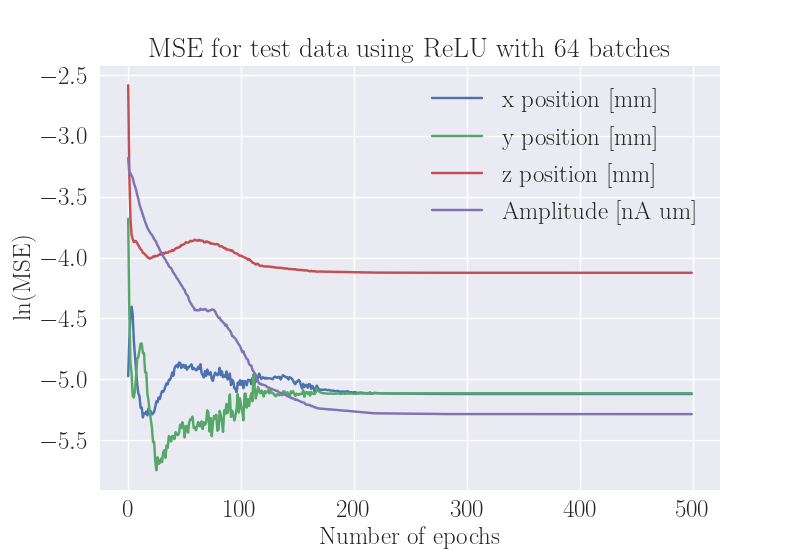 MSE for test data using ReLU with 64 batches
x position [mm]
y position [mm]
z position [mm]
Amplitude [nA um]
ln(MSE)
−2.5
−3.0
−3.5
−4.0
−4.5
−5.0
−5.5
0 100 200 300 400 500
Number of epochs